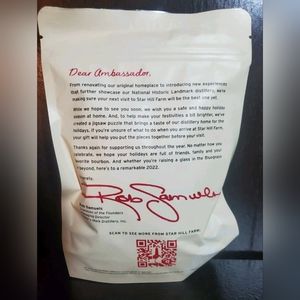 Dear Ambassador,
From renovating our original homeplace to introducing new experiences
that further showcase our National Historic Landmark distillery, we're
making sure your next visit to Star Hill Farm will be the best one yet.
While we hope to see you soon, we wish you a safe and happy holiday
season at home. And, to help make your festivities a bit brighter, we've
created a jigsaw puzzle that brings a taste of our distillery home for the
holidays. If you're unsure of what to do when you arrive at Star Hill Farm,
your gift will help you put the pieces together before your visit.
Thanks again for supporting us throughout the year. No matter how you
celebrate, we hope your holidays are full of friends, family and your
favorite bourbon. And whether you're raising a glass in the Bluegrass
or beyond, here's to a remarkable 2022.
Rob Samuels
Rob Samuels
of the Founders
Director
Mark Distillery, Inc.
SCAN TO SEE MORE FROM STAR HILL FARM.